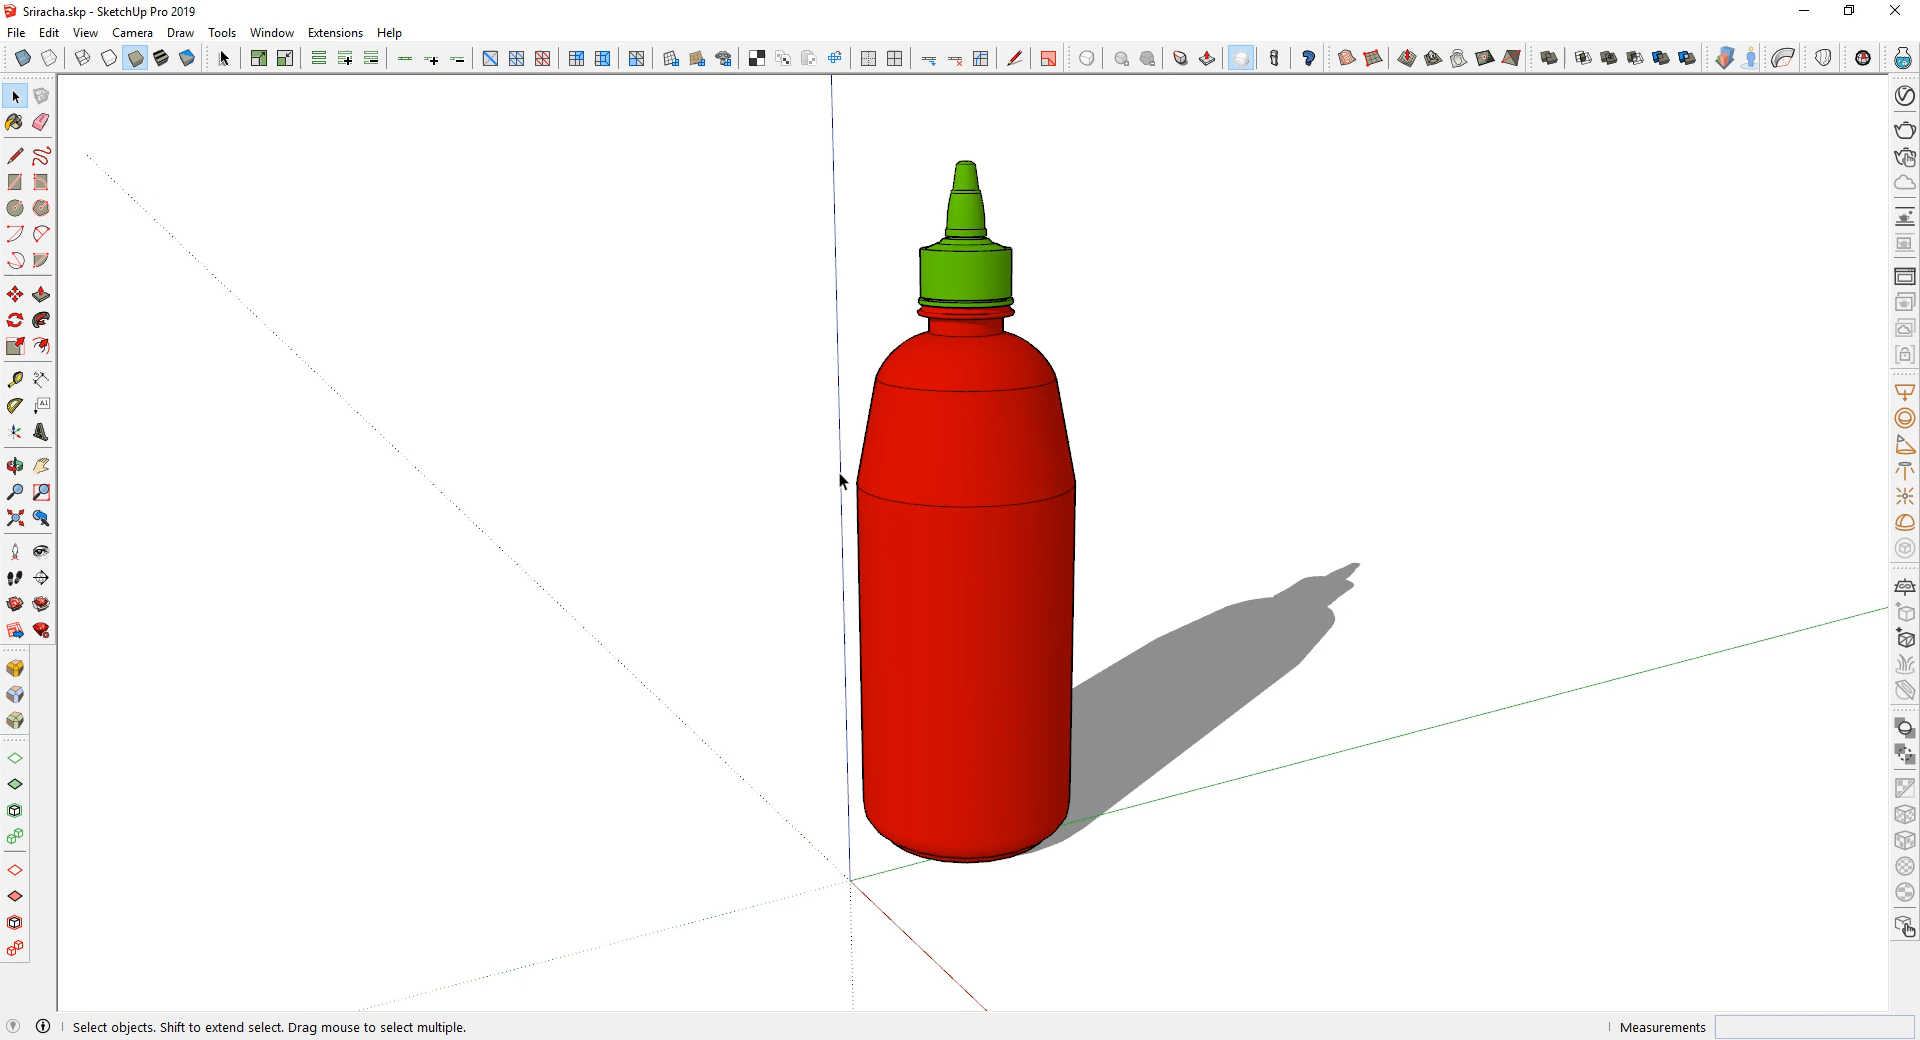 Sriracha.skp - SketchUp Pro 2019
File Edit View Camera Draw Tools Window Extensions Help
A1
Select objects. Shift to extend select. Drag mouse to select multiple.
Measurements